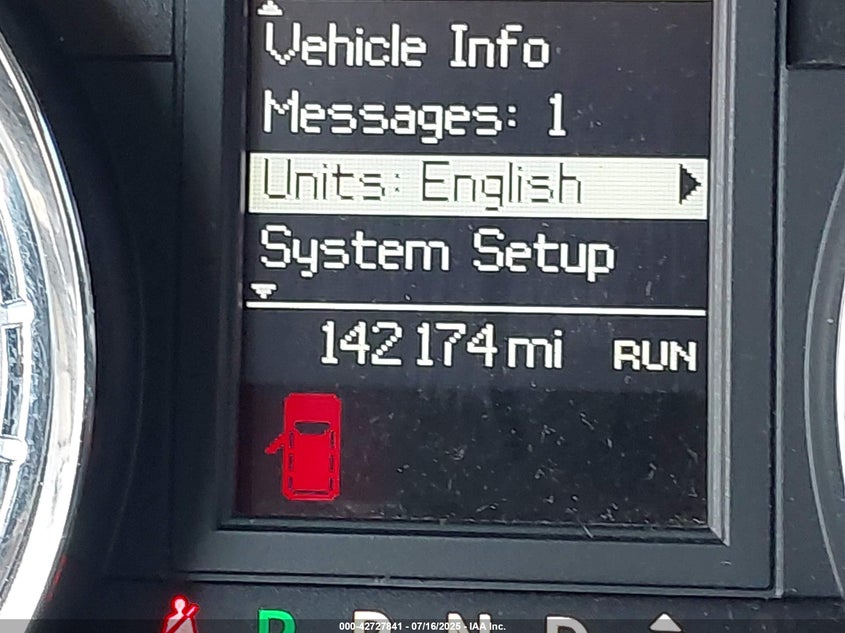 Vehicle Info
Messages: 1
Units: English
System Setup
142174 mi RUN
P R N D
000-42727841 - 07/16/2025 - IAA Inc.